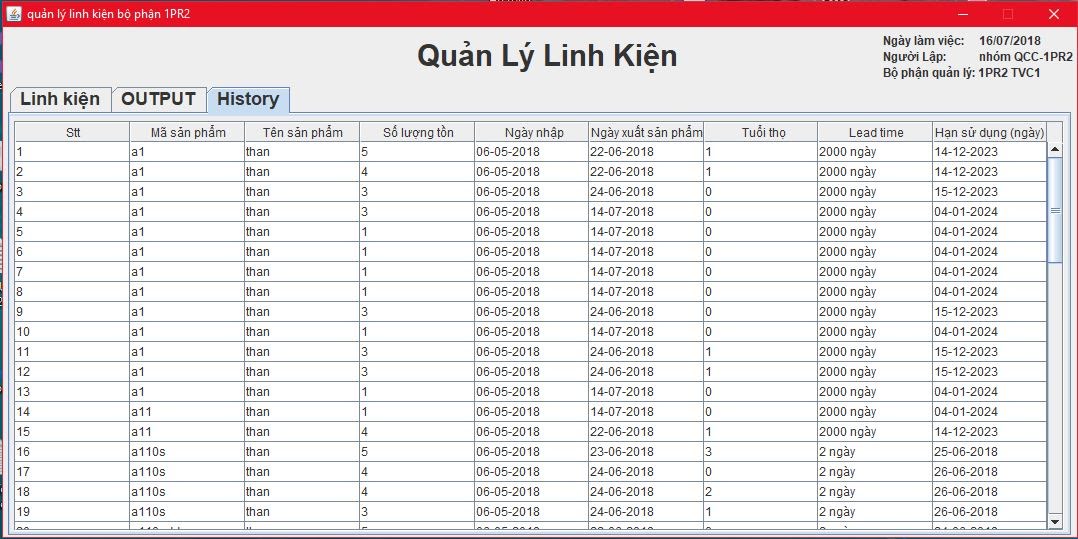 quản lý linh kiện bộ phận 1PR2
Quản Lý Linh Kiện
Ngày làm việc: 16/07/2018
Người Lập: nhóm QCC-1PR2
Bộ phận quản lý: 1PR2 TVC1
Linh kiện OUTPUT History
Stt Mã sản phẩm Tên sản phẩm Số lượng tồn Ngày nhập Ngày xuất sản phẩm Tuổi thọ Lead time Hạn sử dụng (ngày)
1 a1 than 5 06-05-2018 22-06-2018 1 2000 ngày 14-12-2023
2 a1 than 4 06-05-2018 22-06-2018 1 2000 ngày 14-12-2023
3 a1 than 3 06-05-2018 24-06-2018 0 2000 ngày 15-12-2023
4 a1 than 3 06-05-2018 14-07-2018 0 2000 ngày 04-01-2024
5 a1 than 1 06-05-2018 14-07-2018 0 2000 ngày 04-01-2024
6 a1 than 1 06-05-2018 14-07-2018 0 2000 ngày 04-01-2024
7 a1 than 1 06-05-2018 14-07-2018 0 2000 ngày 04-01-2024
8 a1 than 1 06-05-2018 14-07-2018 0 2000 ngày 04-01-2024
9 a1 than 3 06-05-2018 24-06-2018 0 2000 ngày 15-12-2023
10 a1 than 1 06-05-2018 14-07-2018 0 2000 ngày 04-01-2024
11 a1 than 3 06-05-2018 24-06-2018 1 2000 ngày 15-12-2023
12 a1 than 3 06-05-2018 24-06-2018 1 2000 ngày 15-12-2023
13 a1 than 1 06-05-2018 14-07-2018 0 2000 ngày 04-01-2024
14 a11 than 1 06-05-2018 14-07-2018 0 2000 ngày 04-01-2024
15 a11 than 4 06-05-2018 22-06-2018 1 2000 ngày 14-12-2023
16 a110s than 5 06-05-2018 23-06-2018 3 2 ngày 25-06-2018
17 a110s than 4 06-05-2018 24-06-2018 0 2 ngày 26-06-2018
18 a110s than 4 06-05-2018 24-06-2018 2 2 ngày 26-06-2018
19 a110s than 3 06-05-2018 24-06-2018 1 2 ngày 26-06-2018